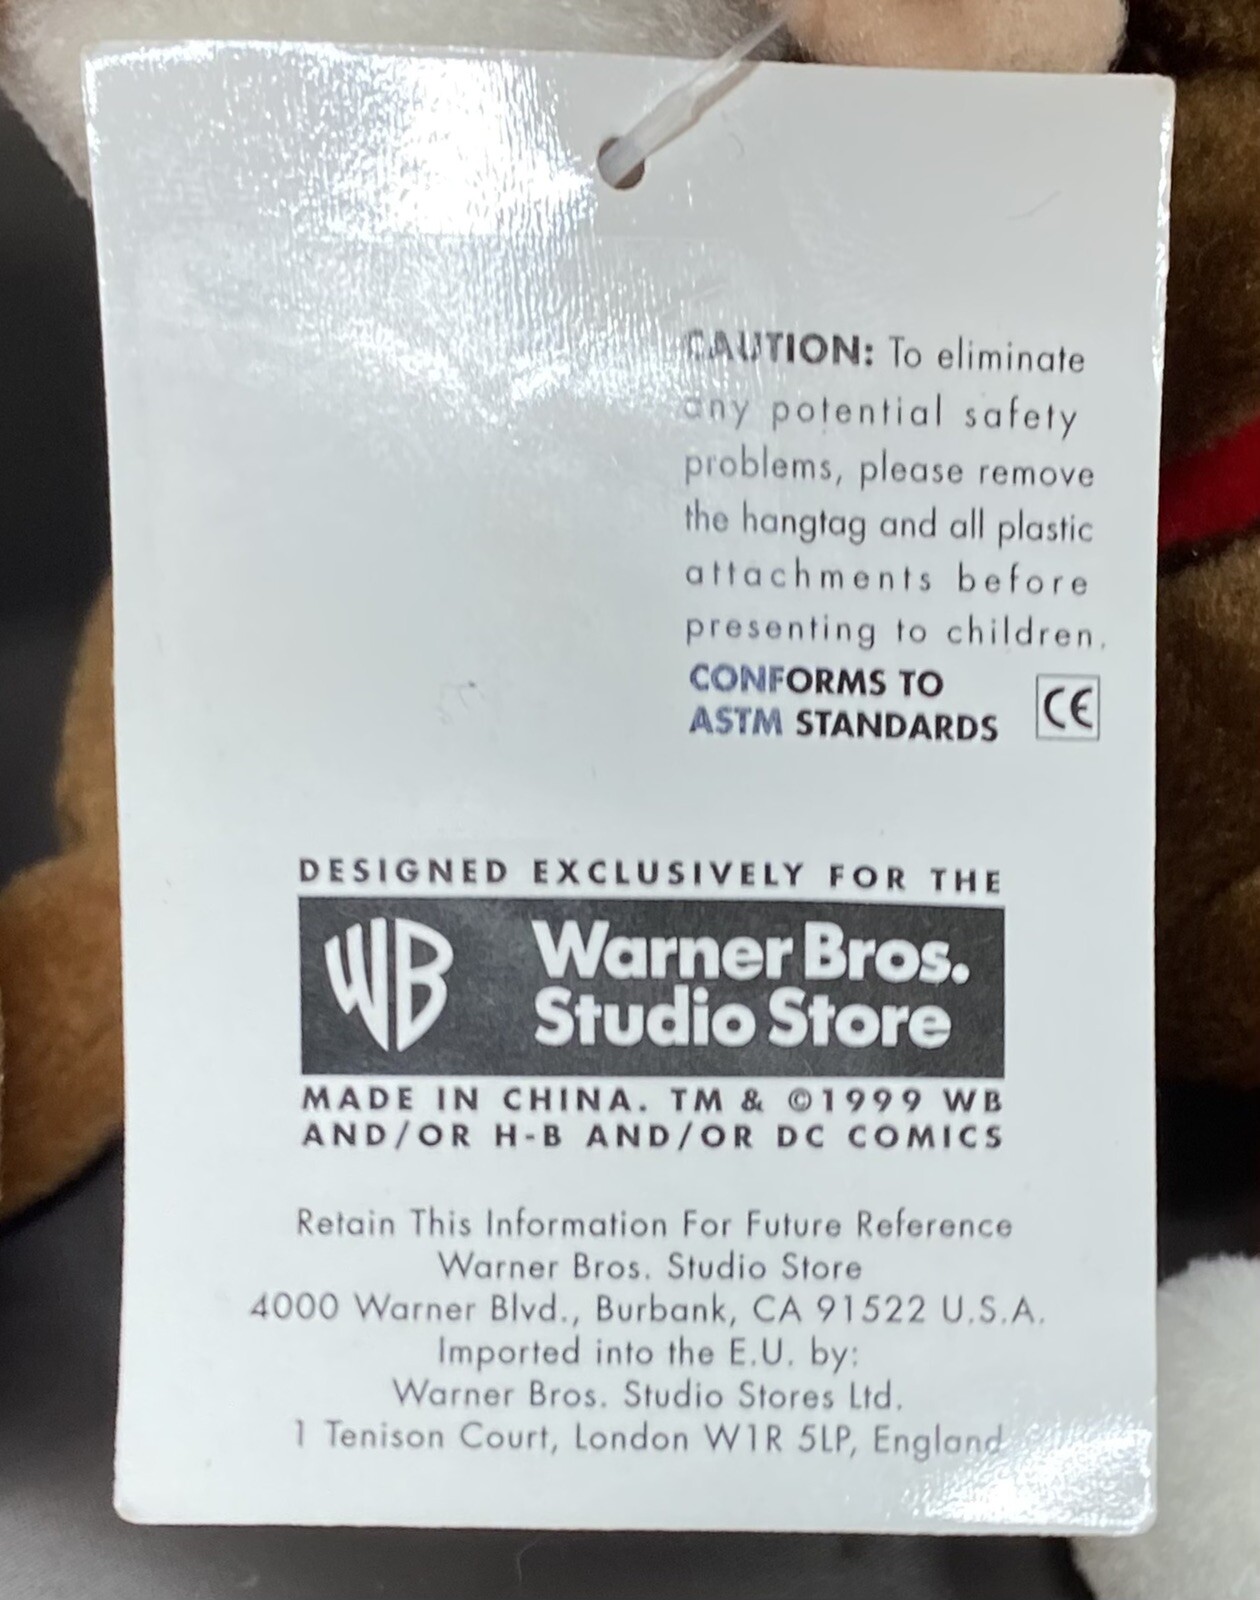 CAUTION: To eliminate
any potential safety
problems, please remove
the hangtag and all plastic
attachments before
presenting to children.
CONFORMS TO
ASTM STANDARDS
CE
DESIGNED EXCLUSIVELY FOR THE
WB
Warner Bros.
Studio Store
MADE IN CHINA. TM & ©1999 WB
AND/OR H-B AND/OR DC COMICS
Retain This Information For Future Reference
Warner Bros. Studio Store
4000 Warner Blvd., Burbank, CA 91522 U.S.A.
Imported into the E.U. by:
Warner Bros. Studio Stores Ltd.
1 Tenison Court, London W1R 5LP, England